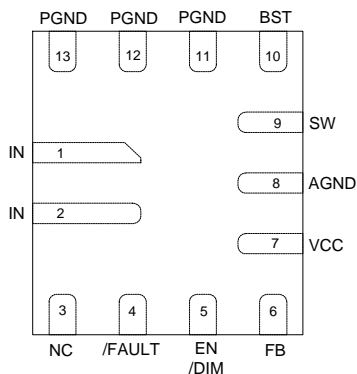 PGND PGND PGND BST
13 12 11 10
9 SW
IN 1
8 AGND
IN 2
7 VCC
3 4 5 6
NC /FAULT EN FB
/DIM